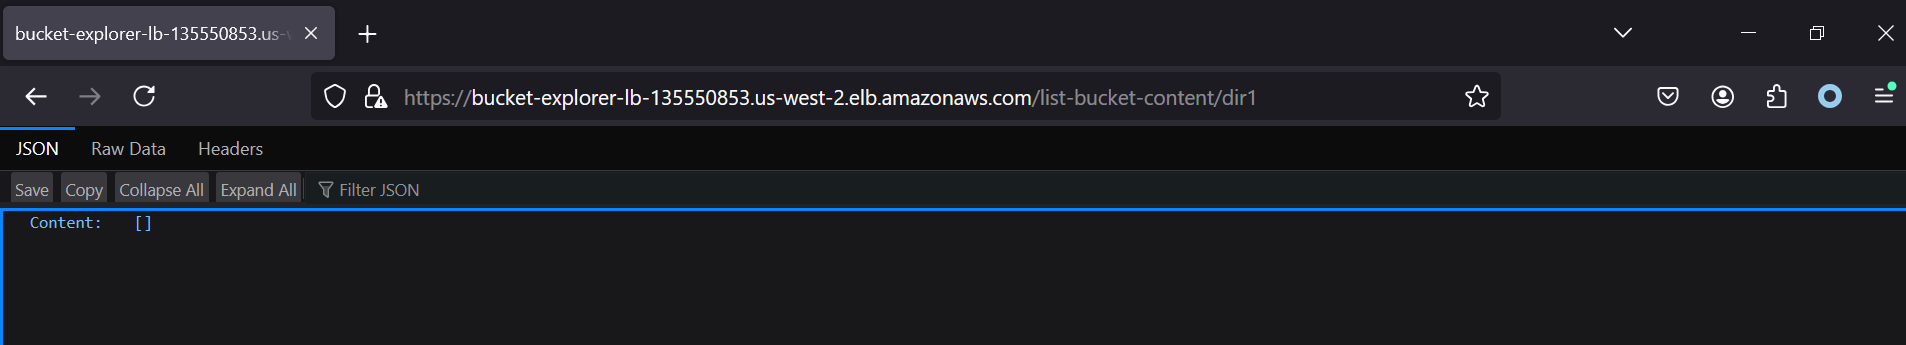 bucket-explorer-lb-135550853.us-
https://bucket-explorer-lb-135550853.us-west-2.elb.amazonaws.com/list-bucket-content/dir1
JSON Raw Data Headers
Save Copy Collapse All Expand All Filter JSON
Content: []